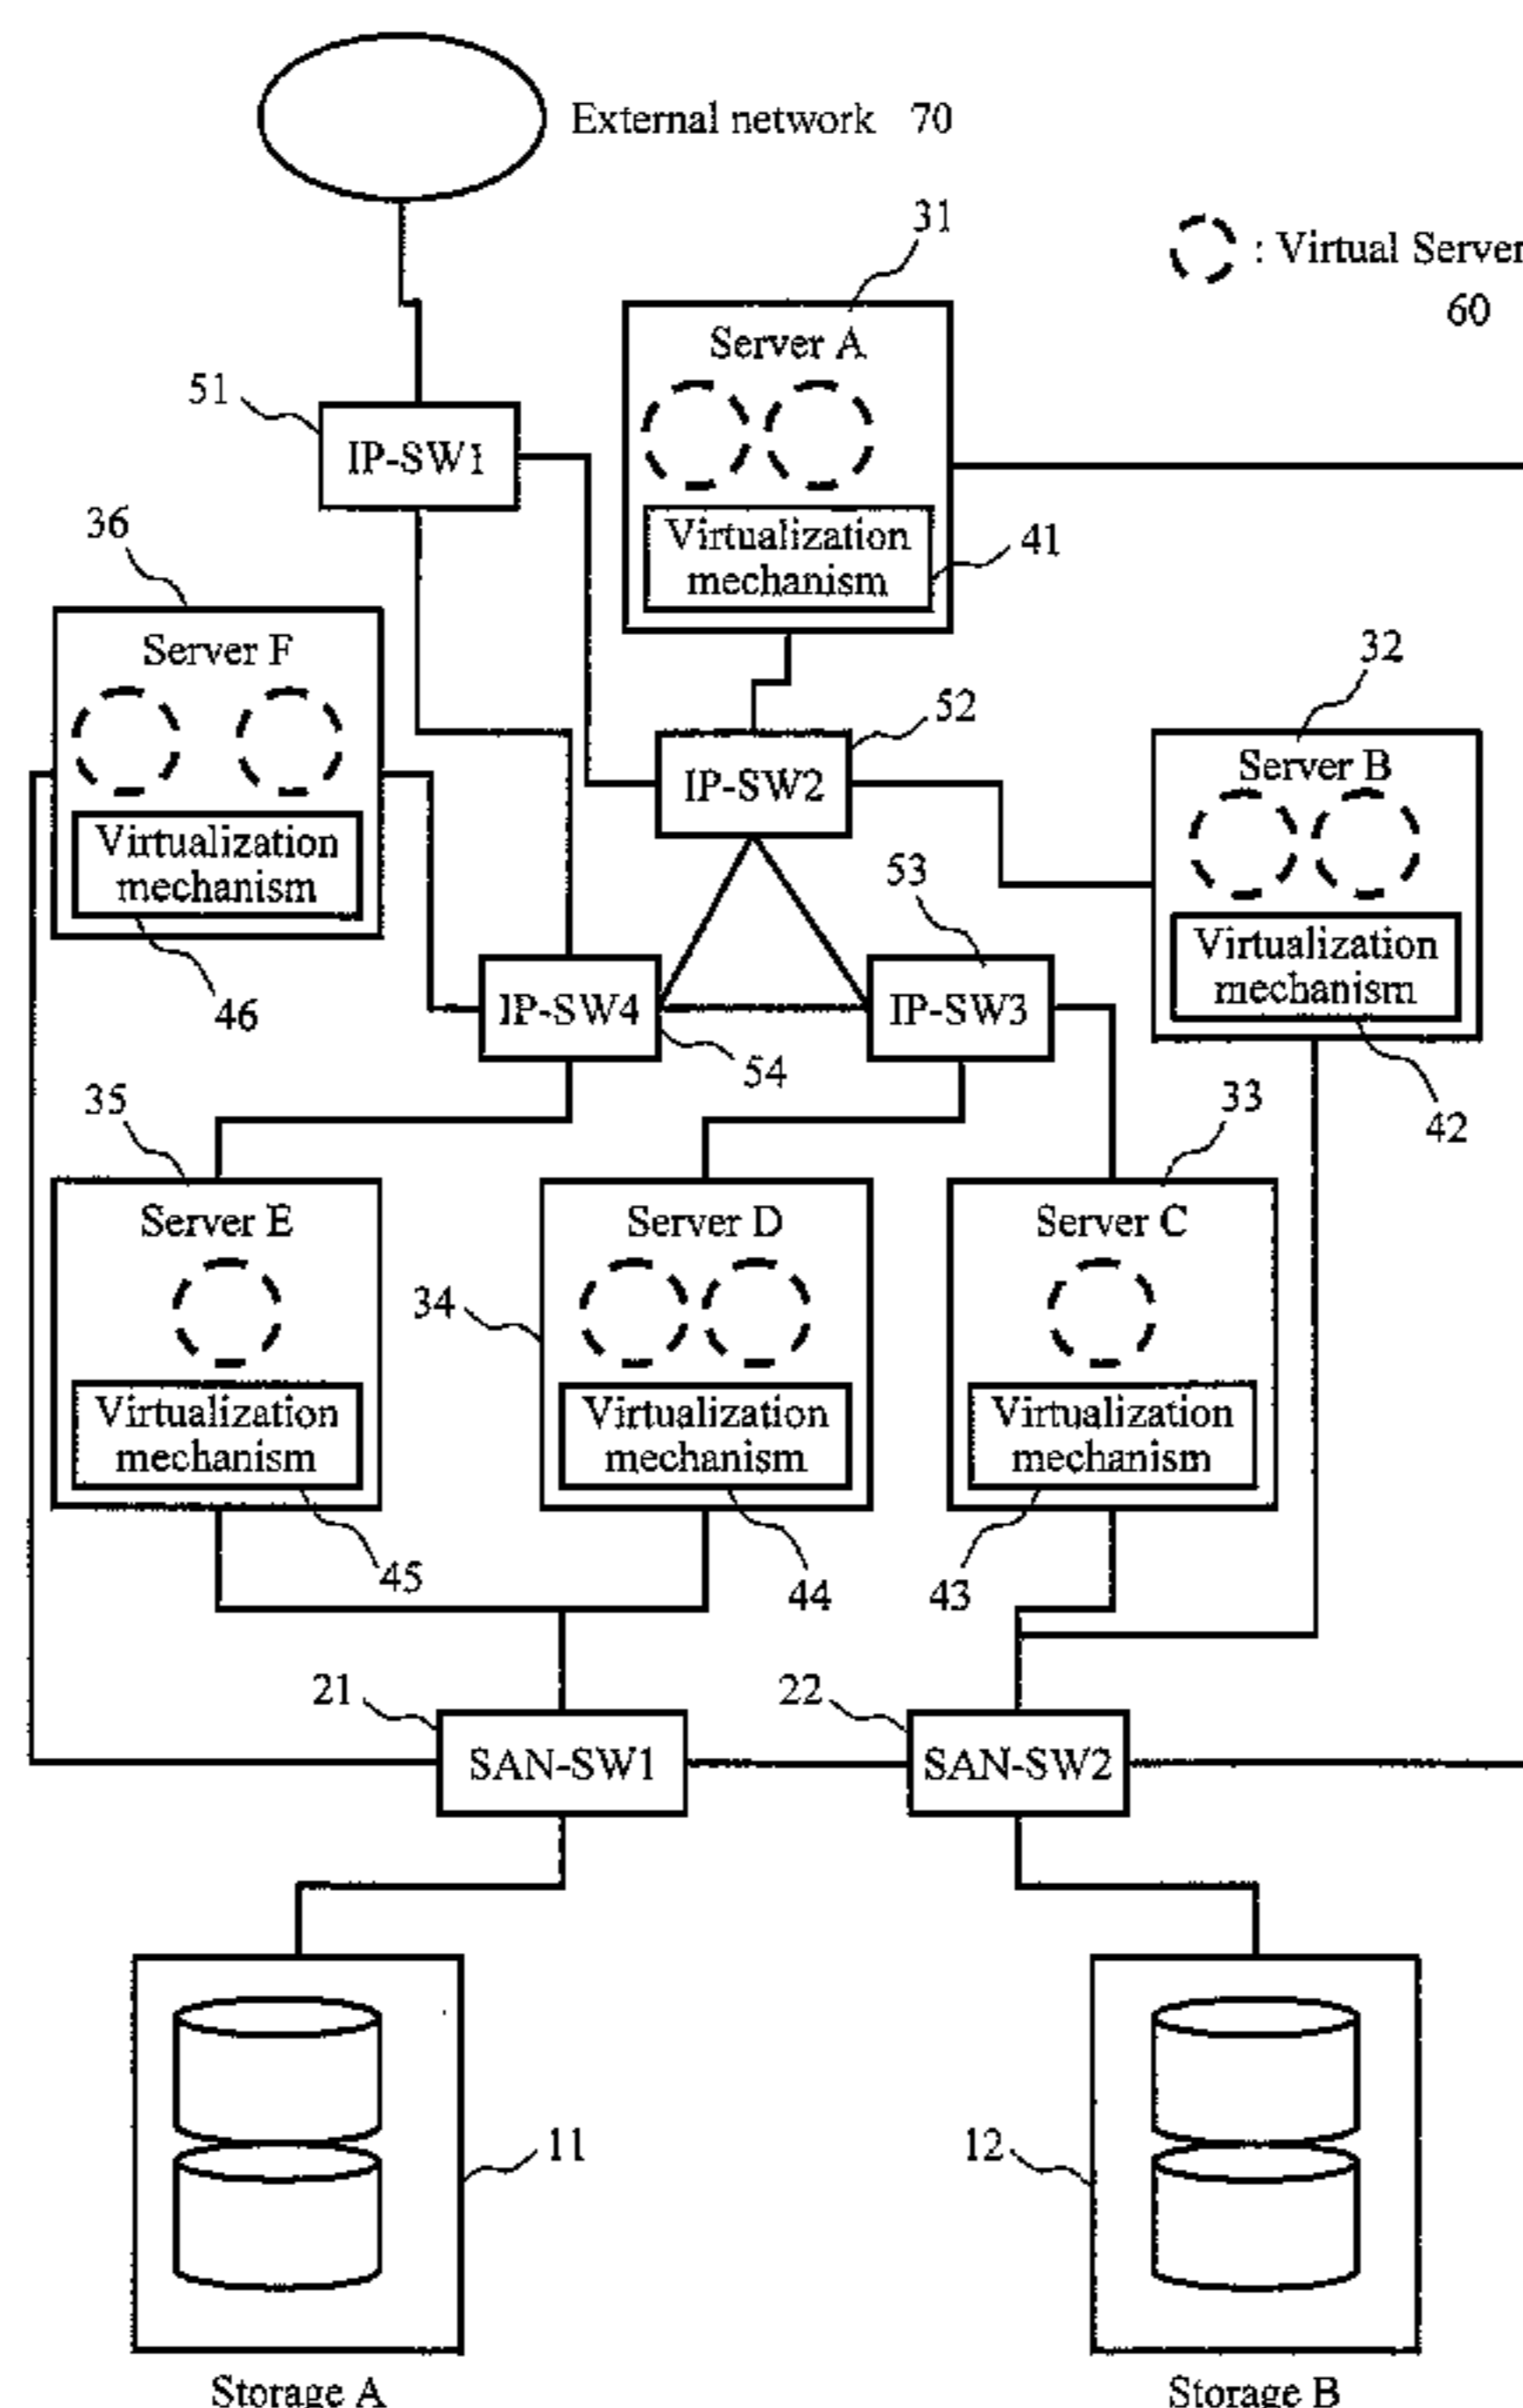 External network 70
31
: Virtual Server
60
Server A
51
IP-SW1
Virtualization
mechanism
41
36
Server F
32
52
Server B
IP-SW2
Virtualization
mechanism
53
46
Virtualization
mechanism
IP-SW4
IP-SW3
54
42
35
33
Server E
Server D
Server C
34
Virtualization
mechanism
Virtualization
mechanism
Virtualization
mechanism
45
44
43
21
22
SAN-SW1
SAN-SW2
11
12
Storage A
Storage B